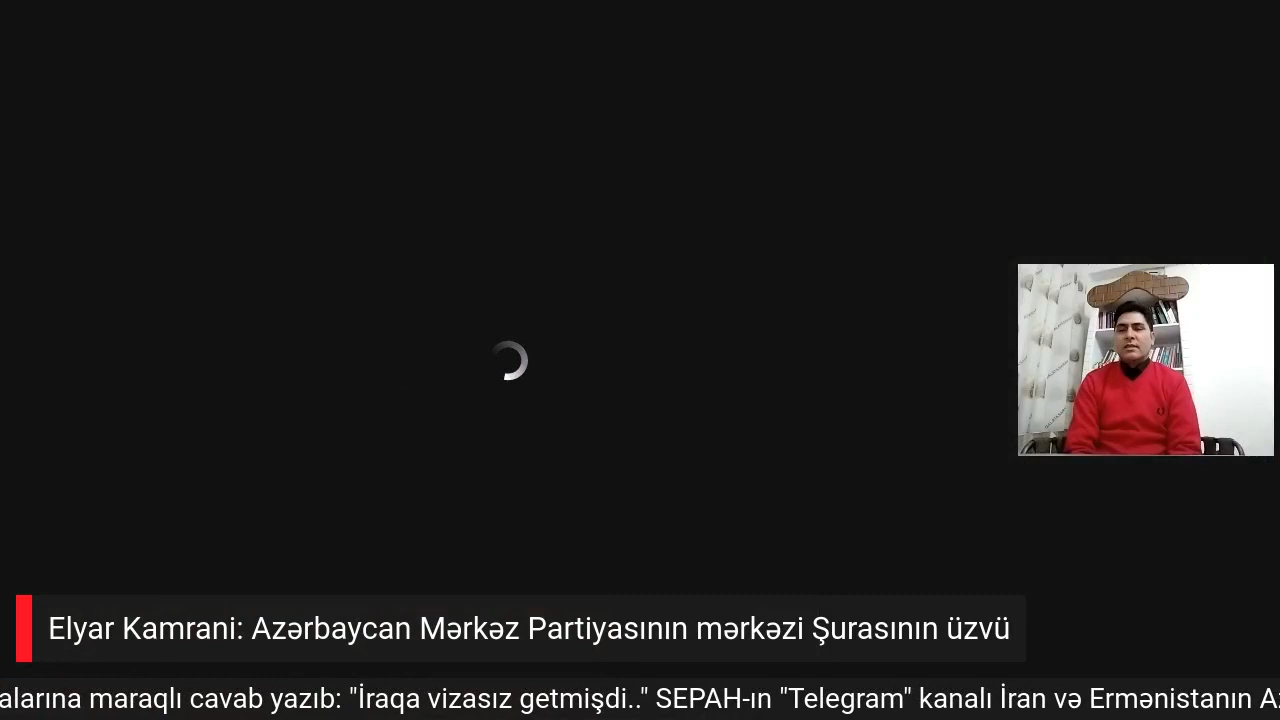 Elyar Kamrani: Azərbaycan Mərkəz Partiyasının mərkəzi Şurasının üzvü
alarına maraqlı cavab yazıb: "İraqa vizasız getmişdi.." SEPAH-ın "Telegram" kanalı İran və Ermənistanın